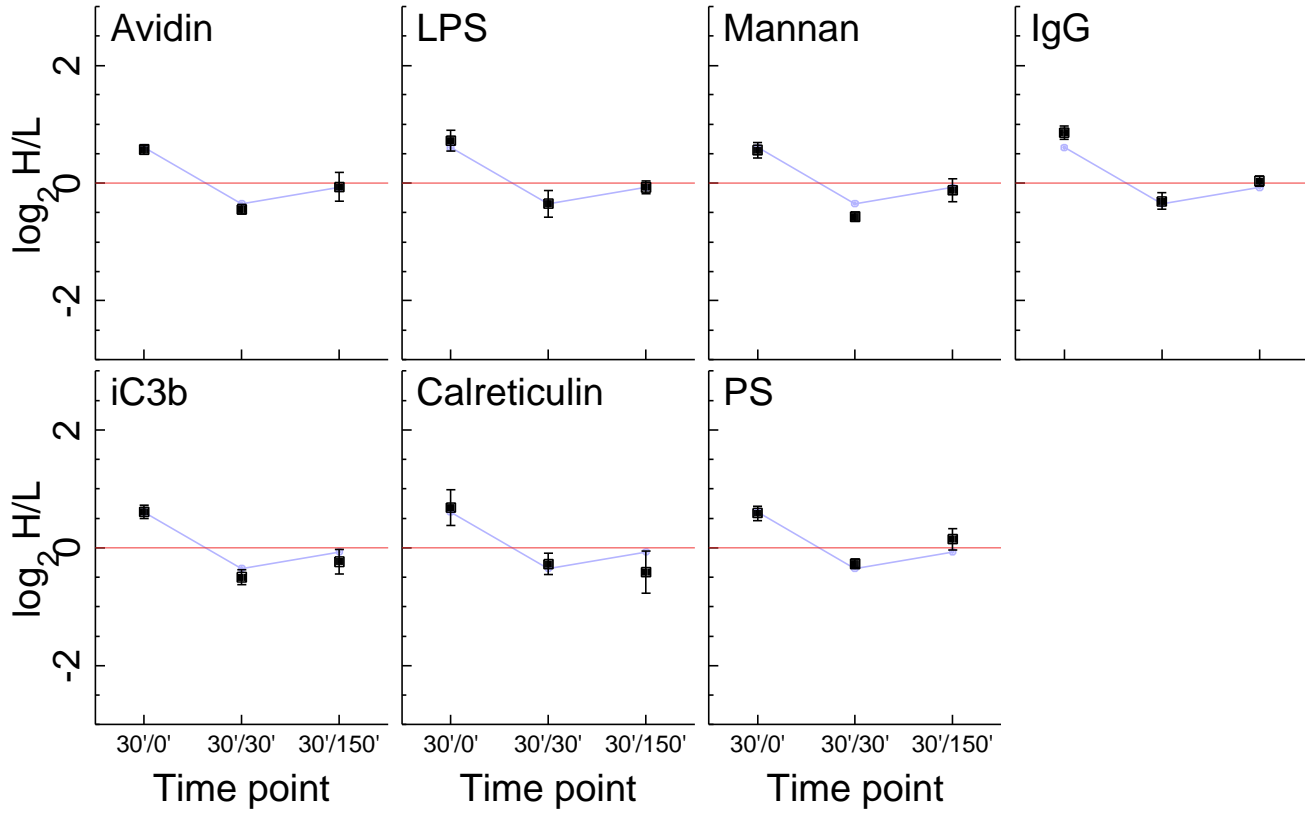 Avidin
LPS
Mannan
IgG
log2 H/L
2
0
-2
iC3b
Calreticulin
PS
log2 H/L
2
0
-2
30'/0' 30'/30' 30'/150'
30'/0' 30'/30' 30'/150'
30'/0' 30'/30' 30'/150'
Time point
Time point
Time point